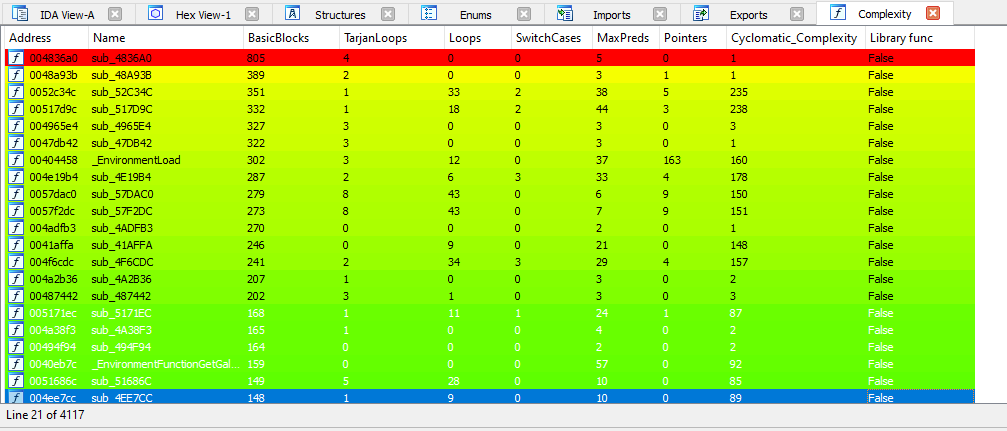 IDA View-A Hex View-1 Structures Enums Imports Exports Complexity
Address Name BasicBlocks TarjanLoops Loops SwitchCases MaxPreds Pointers Cyclomatic_Complexity Library func
004836a0 sub_4836A0 805 4 0 0 5 0 1 False
0048a93b sub_48A93B 389 2 0 0 3 1 1 False
0052c34c sub_52C34C 351 1 33 2 38 5 235 False
00517d9c sub_517D9C 332 1 18 2 44 3 238 False
004965e4 sub_4965E4 327 3 0 0 3 0 3 False
0047db42 sub_47DB42 322 3 0 0 3 0 1 False
00404458 _EnvironmentLoad 302 3 12 0 37 163 160 False
004e19b4 sub_4E19B4 287 2 6 3 33 4 178 False
0057dac0 sub_57DAC0 279 8 43 0 6 9 150 False
0057f2dc sub_57F2DC 273 8 43 0 7 9 151 False
004adfb3 sub_4ADFB3 270 0 0 0 2 0 1 False
0041affa sub_41AFFA 246 0 9 0 21 0 148 False
004f6cdc sub_4F6CDC 241 2 34 3 29 4 157 False
004a2b36 sub_4A2B36 207 1 0 0 3 0 2 False
00487442 sub_487442 202 3 1 0 3 0 3 False
005171ec sub_5171EC 168 1 11 1 24 1 87 False
004a38f3 sub_4A38F3 165 1 0 0 4 0 2 False
00494f94 sub_494F94 164 0 0 0 2 0 2 False
0040eb7c _EnvironmentFunctionGetGal... 159 0 0 0 57 0 92 False
0051686c sub_51686C 149 5 28 0 10 0 85 False
004ee7cc sub_4EE7CC 148 1 9 0 10 0 89 False
Line 21 of 4117